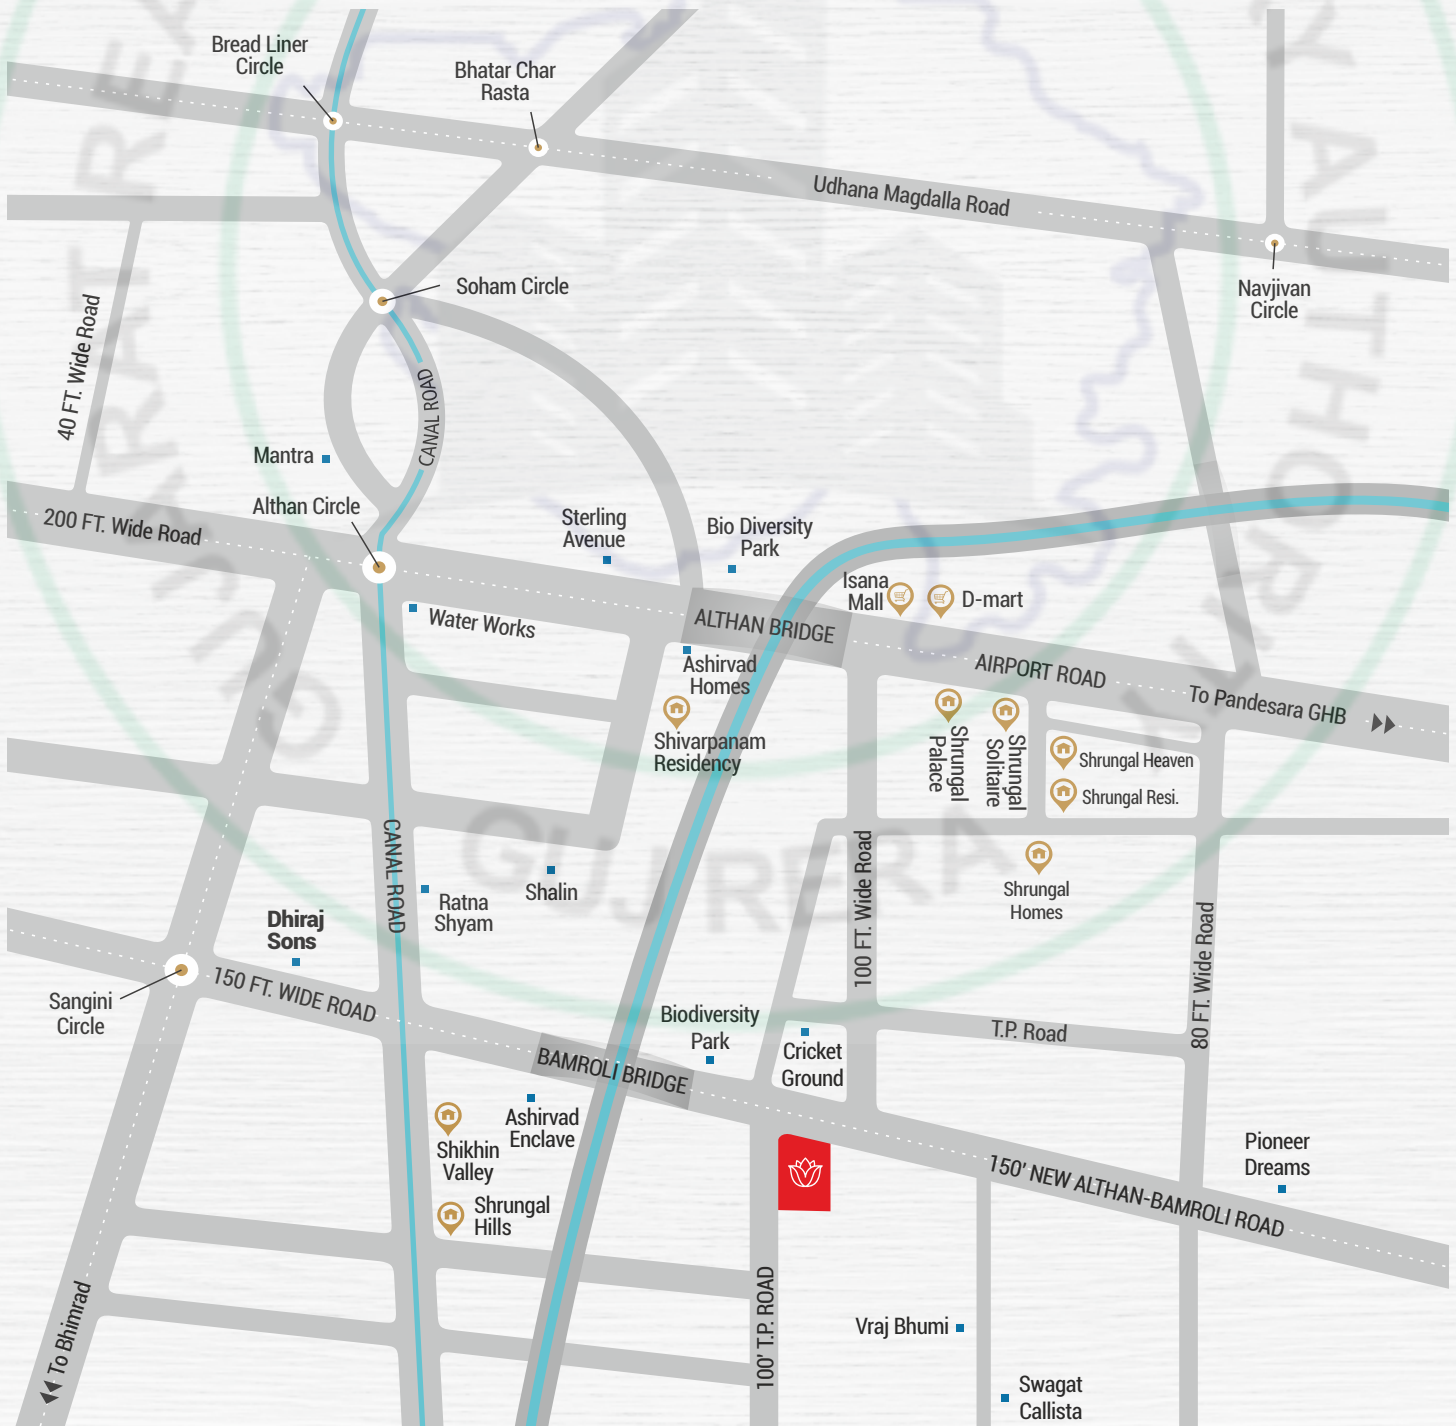 Bread Liner
Circle
Bhatar Char
Rasta
Udhana Magdalla Road
Navjivan
Circle
Soham Circle
40 FT. Wide Road
CANAL ROAD
Mantra
Althan Circle
200 FT. Wide Road
Sterling
Avenue
Bio Diversity
Park
Isana
Mall
D-mart
Water Works
ALTHAN BRIDGE
AIRPORT ROAD
To Pandesara GHB
Ashirvad
Homes
Shivarpanam
Residency
Shrungal
Palace
Shrungal
Solitaire
Shrungal Heaven
Shrungal Resi.
Shrungal
Homes
CANAL ROAD
Ratna
Shyam
Shalin
100 FT. Wide Road
80 FT. Wide Road
Dhiraj
Sons
Sangini
Circle
150 FT. WIDE ROAD
Biodiversity
Park
Cricket
Ground
T.P. Road
BAMROLI BRIDGE
Ashirvad
Enclave
Shikhin
Valley
Shrungal
Hills
150' NEW ALTHAN-BAMROLI ROAD
Pioneer
Dreams
To Bhimrad
100' T.P. ROAD
Vraj Bhumi
Swagat
Callista
GUJ RERA